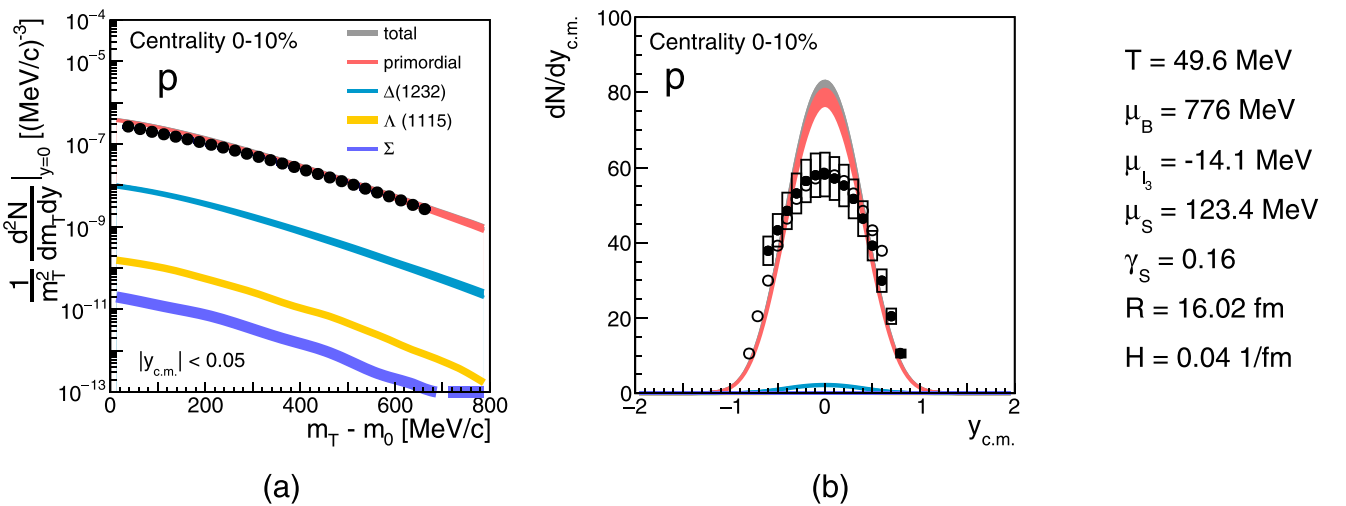 Centrality 0-10%
p
total
primordial
Δ(1232)
Λ (1115)
Σ
|y_c.m.| < 0.05
10^-4
10^-5
10^-6
10^-7
10^-9
10^-11
10^-13
0 200 400 600 800
m_T - m_0 [MeV/c]
1/m_T^2 d^2N/dm_Tdy |_y=0 [(MeV/c)^-3]
(a)
Centrality 0-10%
p
100
80
60
40
20
0
−2 −1 0 1 2
y_c.m.
dN/dy_c.m.
(b)
T = 49.6 MeV
μ_B = 776 MeV
μ_I_3 = -14.1 MeV
μ_S = 123.4 MeV
γ_S = 0.16
R = 16.02 fm
H = 0.04 1/fm